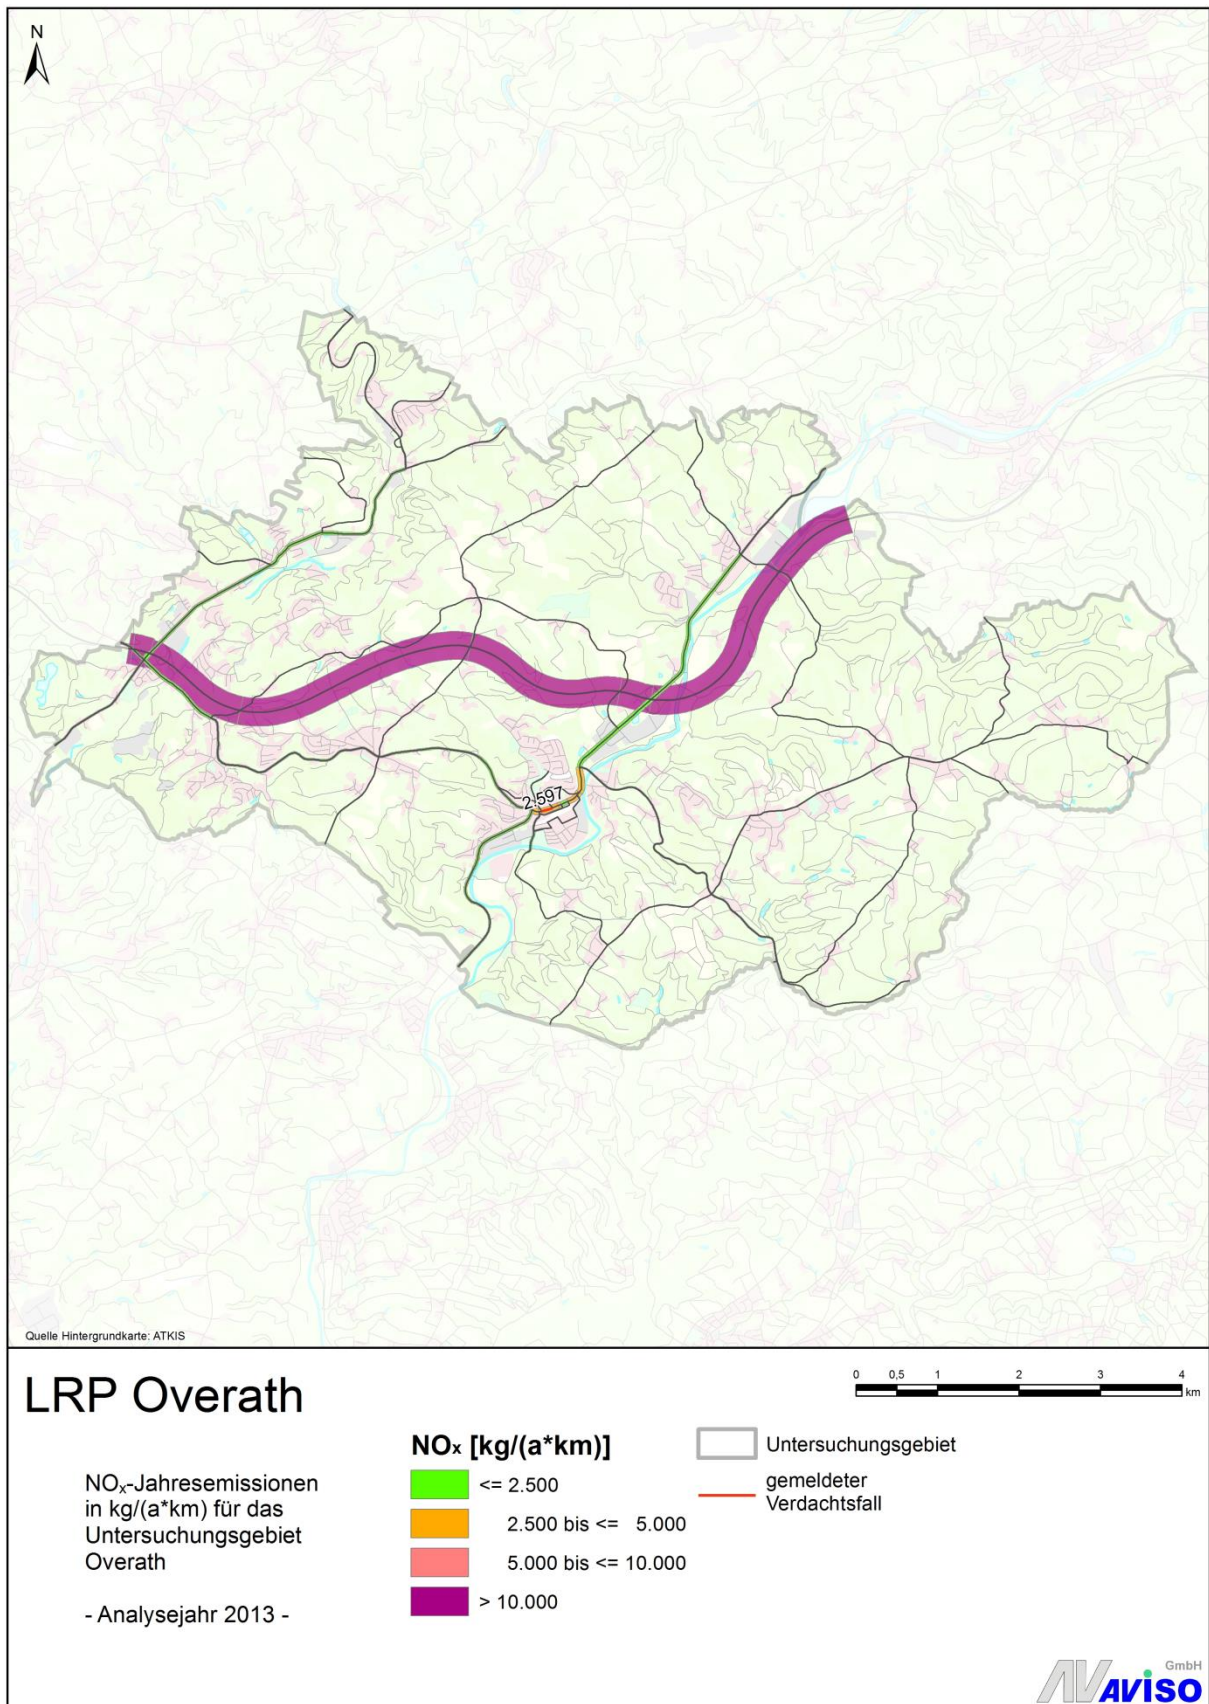 N
2.597
Quelle Hintergrundkarte: ATKIS
LRP Overath
0 0,5 1 2 3 4
km
NOx-Jahresemissionen
in kg/(a*km) für das
Untersuchungsgebiet
Overath
- Analysejahr 2013 -
NOx [kg/(a*km)]
<= 2.500
2.500 bis <= 5.000
5.000 bis <= 10.000
> 10.000
Untersuchungsgebiet
gemeldeter
Verdachtsfall
GmbH
AVISO